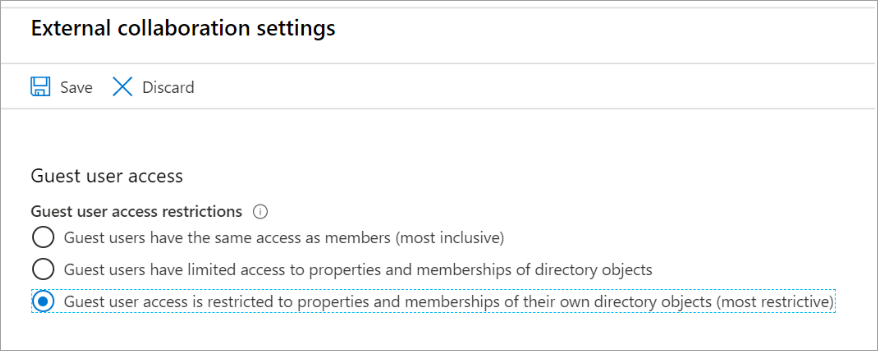 External collaboration settings
Save Discard
Guest user access
Guest user access restrictions
Guest users have the same access as members (most inclusive)
Guest users have limited access to properties and memberships of directory objects
Guest user access is restricted to properties and memberships of their own directory objects (most restrictive)